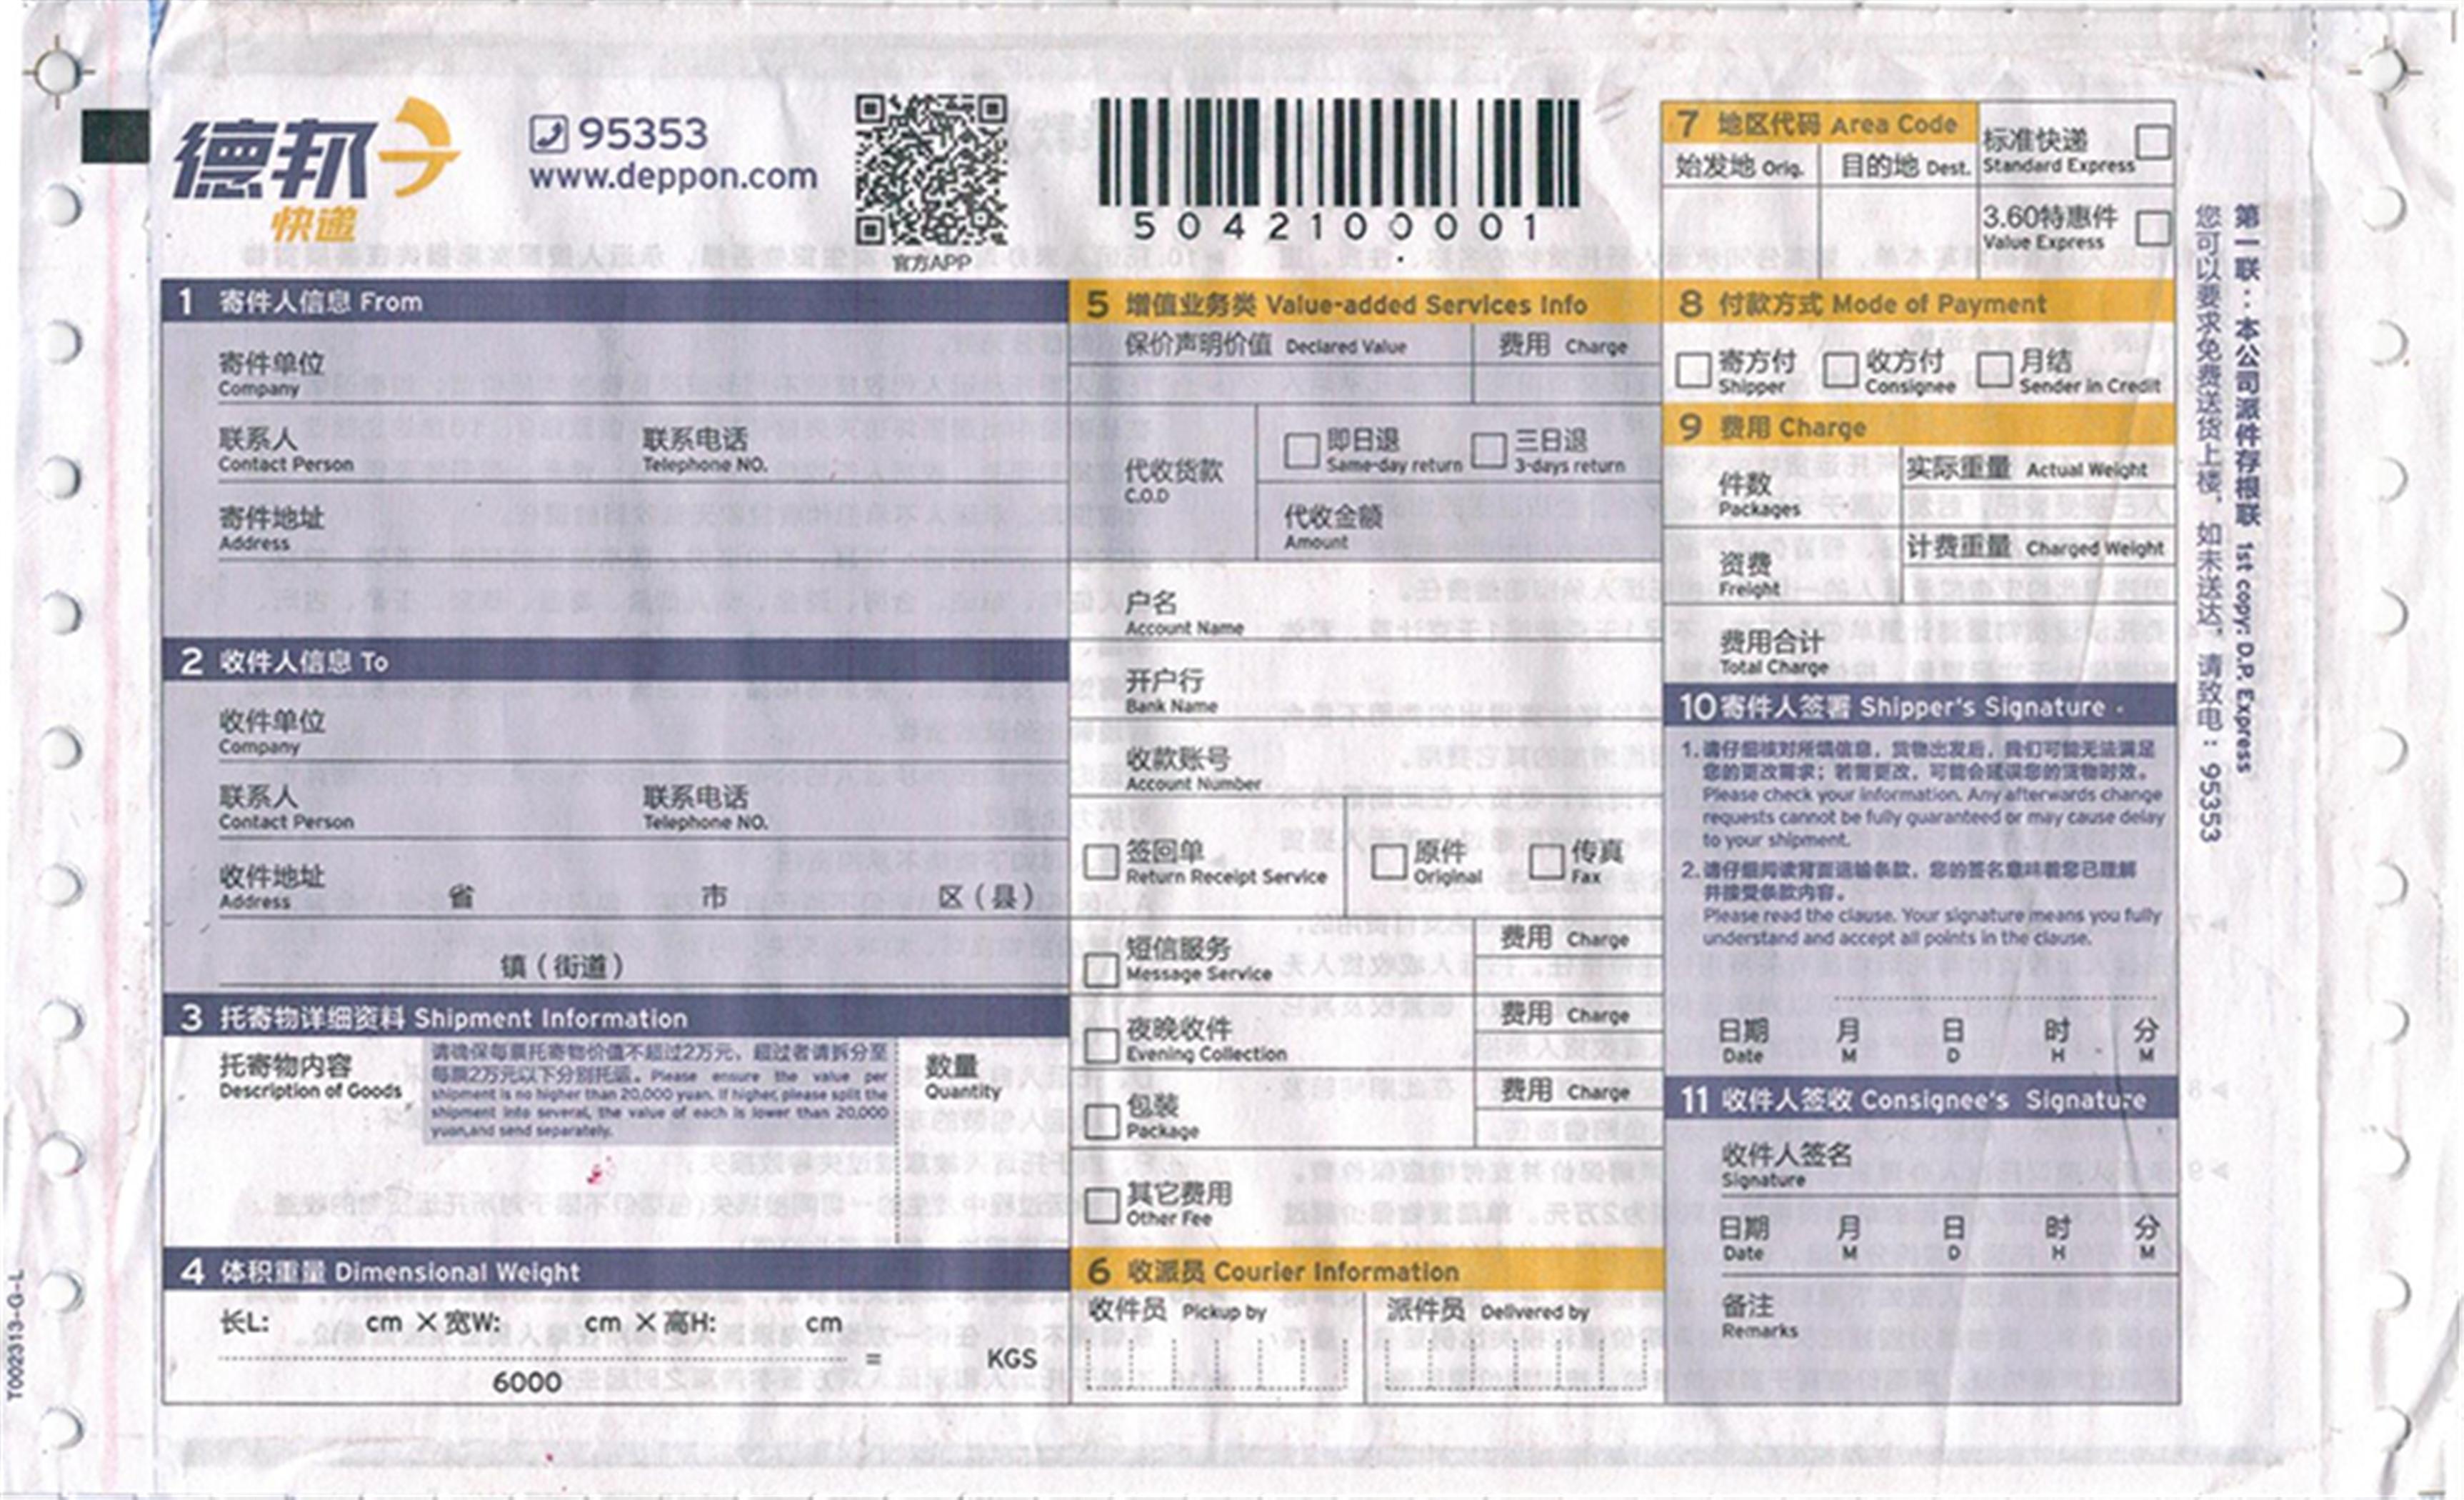 德邦
快递
95353
www.deppon.com
官方APP
5042100001
7 地区代码 Area Code
始发地 Orig. 目的地 Dest.
标准快递
Standard Express
3.60特惠件
Value Express
1 寄件人信息 From
寄件单位
Company
联系人 联系电话
Contact Person Telephone NO.
寄件地址
Address
2 收件人信息 To
收件单位
Company
联系人 联系电话
Contact Person Telephone NO.
收件地址
Address 省 市 区(县)
镇(街道)
3 托寄物详细资料 Shipment Information
托寄物内容
Description of Goods
请确保每票托寄物价值不超过2万元，超过者请拆分至
每票2万元以下分别托运。Please ensure the value per
shipment is no higher than 20,000 yuan. If higher, please split the
shipment into several, the value of each is lower than 20,000
yuan,and send separately.
数量
Quantity
4 体积重量 Dimensional Weight
长L: cm ×宽W: cm ×高H: cm
= KGS
6000
5 增值业务类 Value-added Services Info
保价声明价值 Declared Value 费用 Charge
代收货款
C.O.D
即日退 三日退
Same-day return 3-days return
代收金额
Amount
户名
Account Name
开户行
Bank Name
收款账号
Account Number
签回单 原件 传真
Return Receipt Service Original Fax
短信服务 费用 Charge
Message Service
夜晚收件 费用 Charge
Evening Collection
包装 费用 Charge
Package
其它费用
Other Fee
6 收派员 Courier Information
收件员 Pickup by 派件员 Delivered by
8 付款方式 Mode of Payment
寄方付 收方付 月结
Shipper Consignee Sender in Credit
9 费用 Charge
件数
Packages
实际重量 Actual Weight
资费
Freight
计费重量 Charged Weight
费用合计
Total Charge
10 寄件人签署 Shipper's Signature
1. 请仔细核对所填信息，货物出发后，我们可能无法满足
您的更改需求；若需更改，可能会延误您的货物时效。
Please check your information. Any afterwards change
requests cannot be fully guaranteed or may cause delay
to your shipment.
2. 请仔细阅读背面运输条款，您的签名意味着您已理解
并接受条款内容。
Please read the clause. Your signature means you fully
understand and accept all points in the clause.
日期 月 日 时 分
Date M D H M
11 收件人签收 Consignee's Signature
收件人签名
Signature
日期 月 日 时 分
Date M D H M
备注
Remarks
第一联：本公司派件存根联 1st copy: D.P. Express
您可以要求免费送货上楼，如未送达，请致电：95353
T002313-G-L